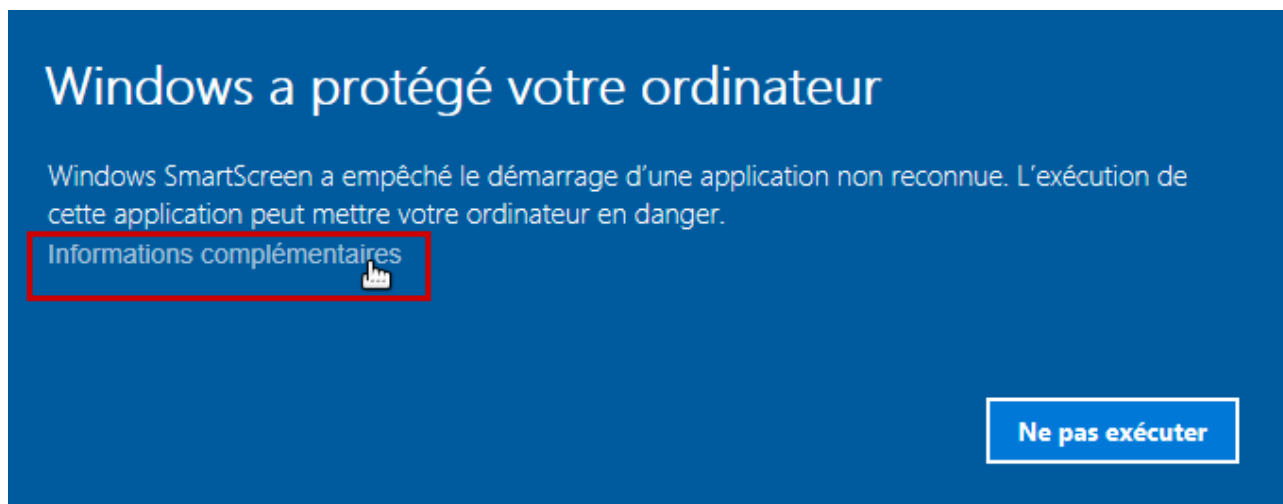 Windows a protégé votre ordinateur
Windows SmartScreen a empêché le démarrage d’une application non reconnue. L’exécution de
cette application peut mettre votre ordinateur en danger.
Informations complémentaires
Ne pas exécuter